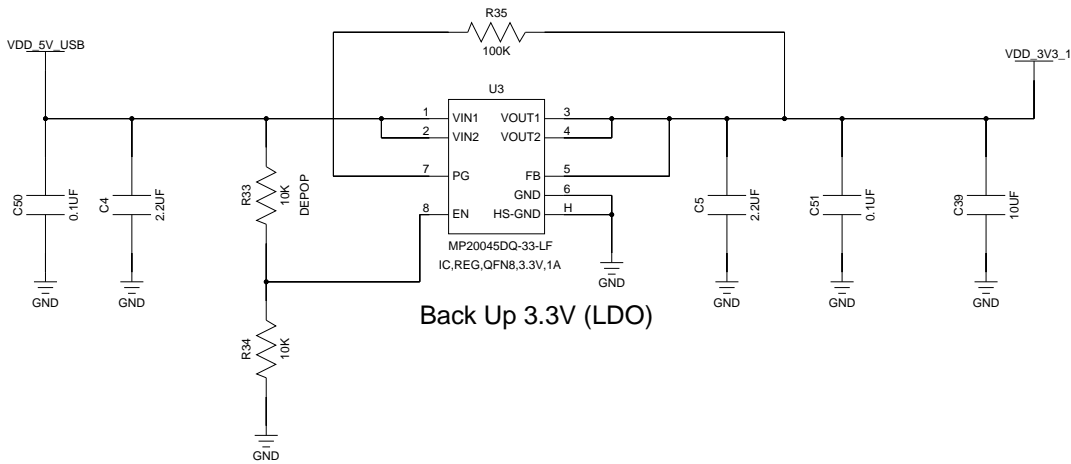 R35
100K
VDD_5V_USB
VDD_3V3_1
U3
1 VIN1 VOUT1 3
2 VIN2 VOUT2 4
7 PG FB 5
GND 6
8 EN HS-GND H
C50
0.1UF
C4
2.2UF
R33
10K
DEPOP
C5
2.2UF
C51
0.1UF
C39
10UF
MP20045DQ-33-LF
IC,REG,QFN8,3.3V,1A
GND
GND
GND
GND
GND
GND
Back Up 3.3V (LDO)
R34
10K
GND